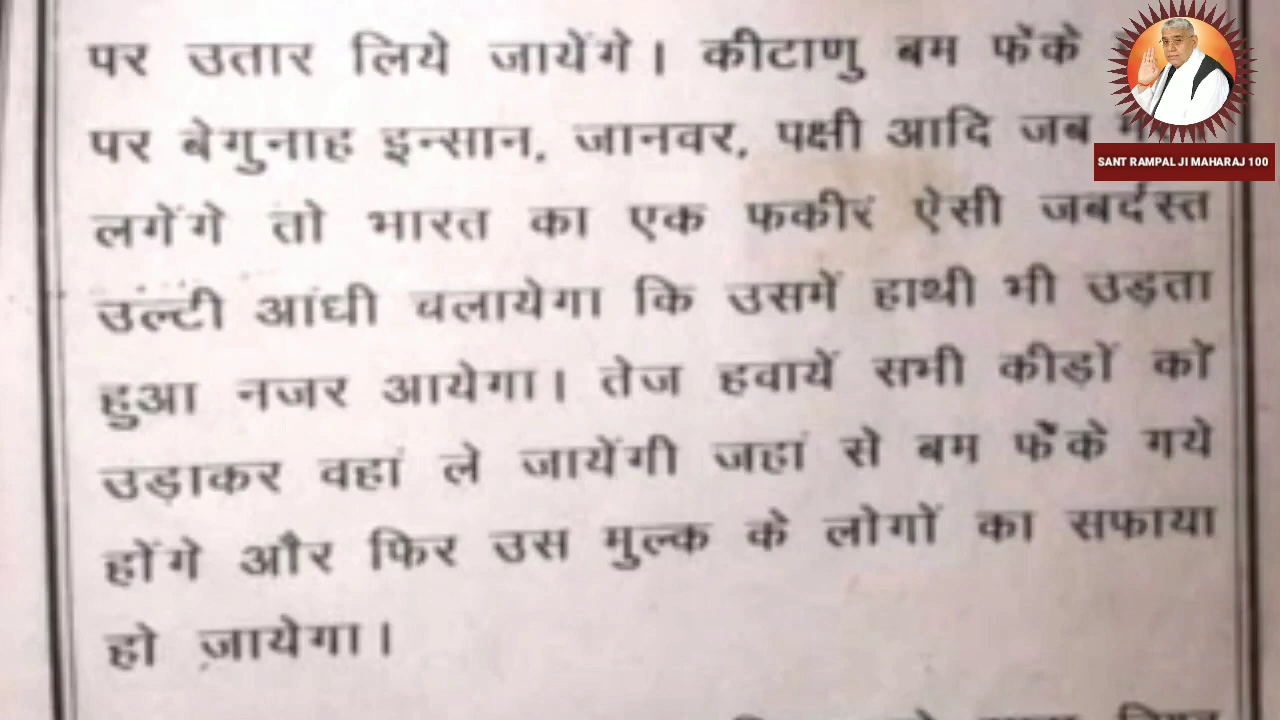 पर उतार लिये जायेंगे। कीटाणु बम फेंके
SANT RAMPAL JI MAHARAJ 100
पर बेगुनाह इन्सान, जानवर, पक्षी आदि जब
लगेंगे तो भारत का एक फकीर ऐसी जबर्दस्त
उल्टी आंधी चलायेगा कि उसमें हाथी भी उड़ता
हुआ नजर आयेगा। तेज हवायें सभी कीड़ों को
उड़ाकर वहां ले जायेंगी जहां से बम फेंके गये
होंगे और फिर उस मुल्क के लोगों का सफाया
हो जायेगा।